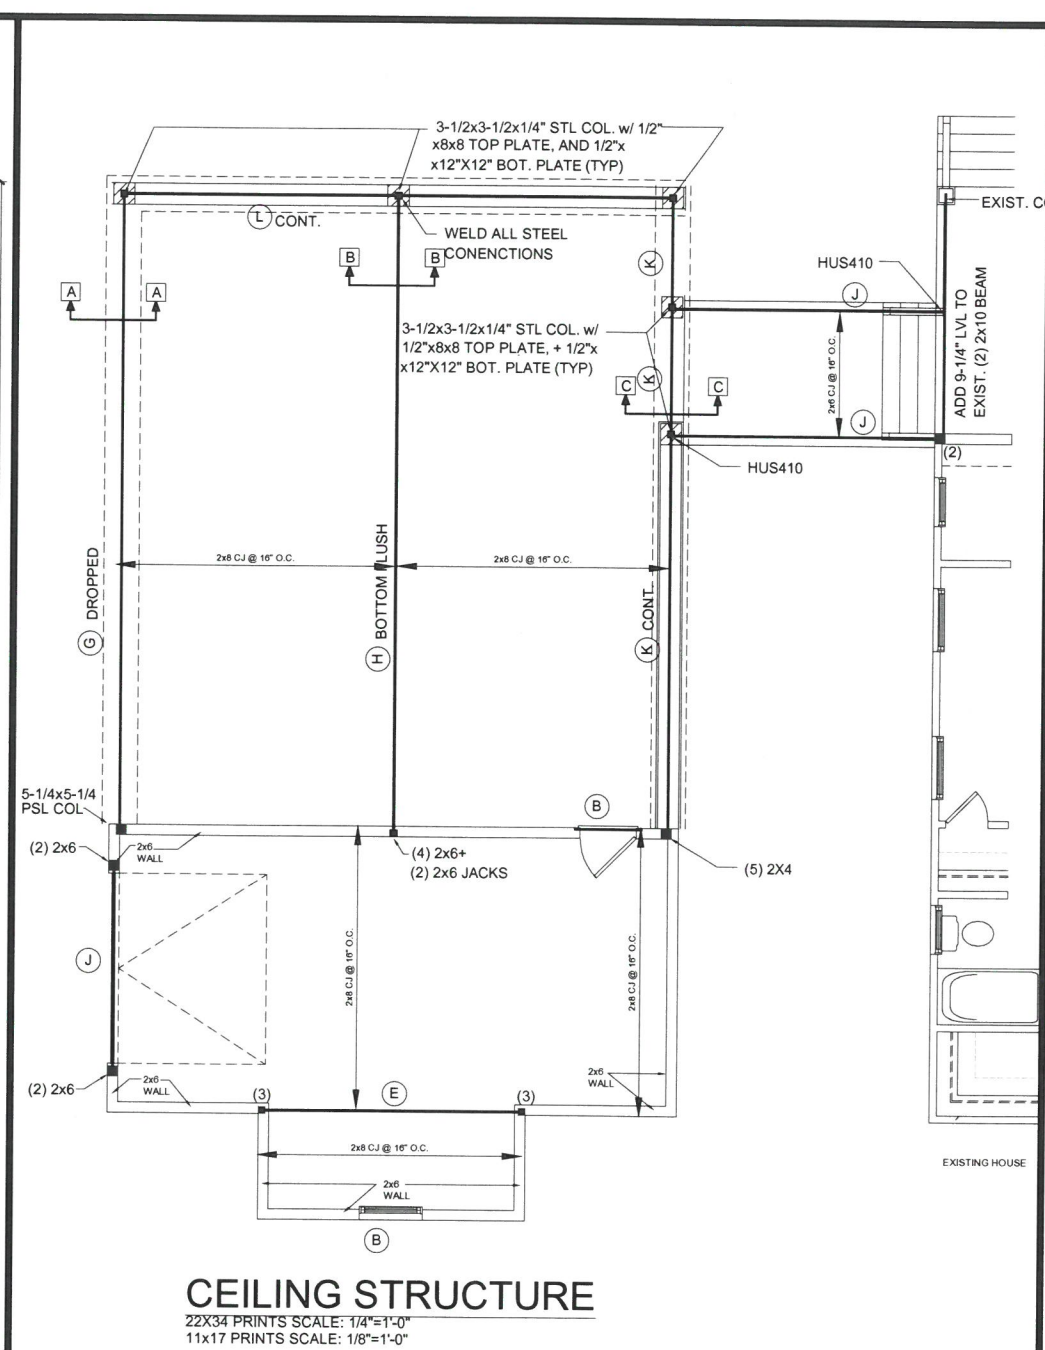 3-1/2x3-1/2x1/4" STL COL. w/ 1/2"
x8x8 TOP PLATE, AND 1/2"x
x12"X12" BOT. PLATE (TYP)
EXIST.
L CONT.
WELD ALL STEEL
CONENCTIONS
B
B
K
HUS410
A
A
J
ADD 9-1/4" LVL TO
EXIST. (2) 2x10 BEAM
3-1/2x3-1/2x1/4" STL COL. w/
1/2"x8x8 TOP PLATE, + 1/2"x
x12"X12" BOT. PLATE (TYP)
K
C
C
2x6 CJ @ 16" O.C.
J
(2)
HUS410
2x8 CJ @ 16" O.C.
2x8 CJ @ 16" O.C.
G DROPPED
H BOTTOM FLUSH
K CONT.
5-1/4x5-1/4
PSL COL
B
(2) 2x6
2x6
WALL
(4) 2x6+
(2) 2x6 JACKS
(5) 2X4
J
2x8 CJ @ 16" O.C.
2x8 CJ @ 16" O.C.
(2) 2x6
2x6
WALL
(3)
E
(3)
2x6
WALL
2x8 CJ @ 16" O.C.
2x6
WALL
B
EXISTING HOUSE
CEILING STRUCTURE
22X34 PRINTS SCALE: 1/4"=1'-0"
11x17 PRINTS SCALE: 1/8"=1'-0"